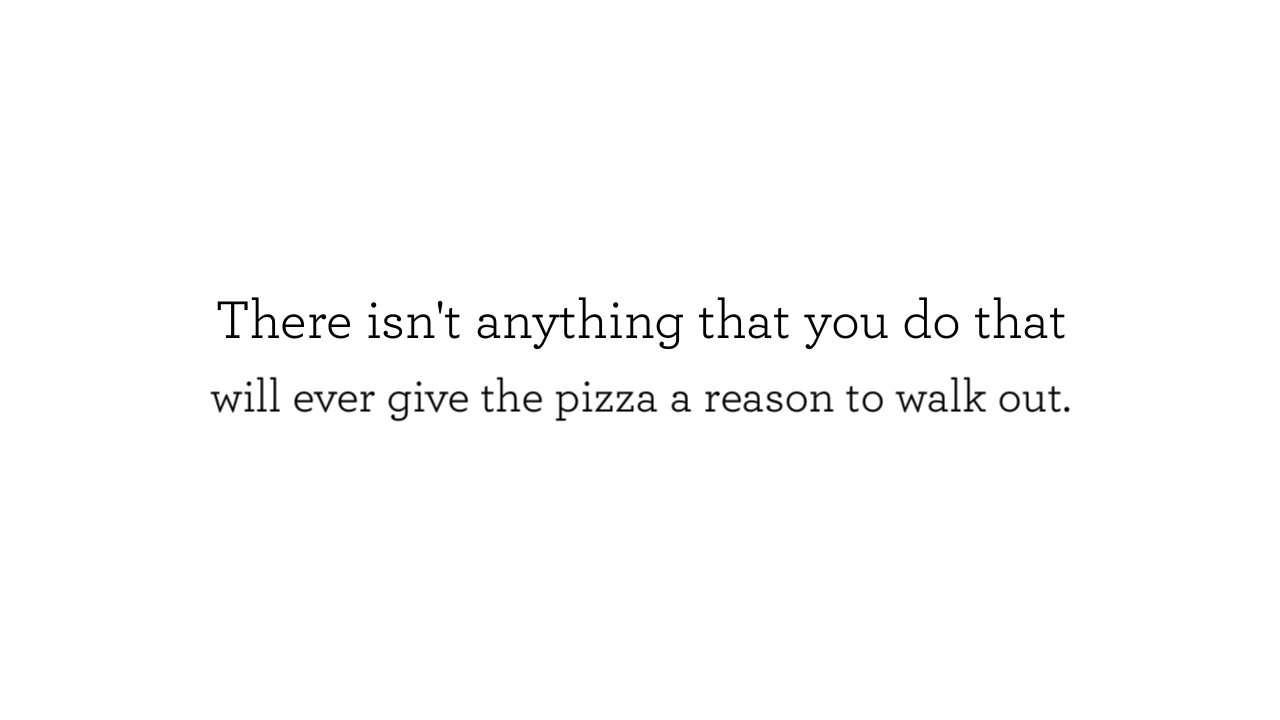 There isn't anything that you do that
will ever give the pizza a reason to walk out.